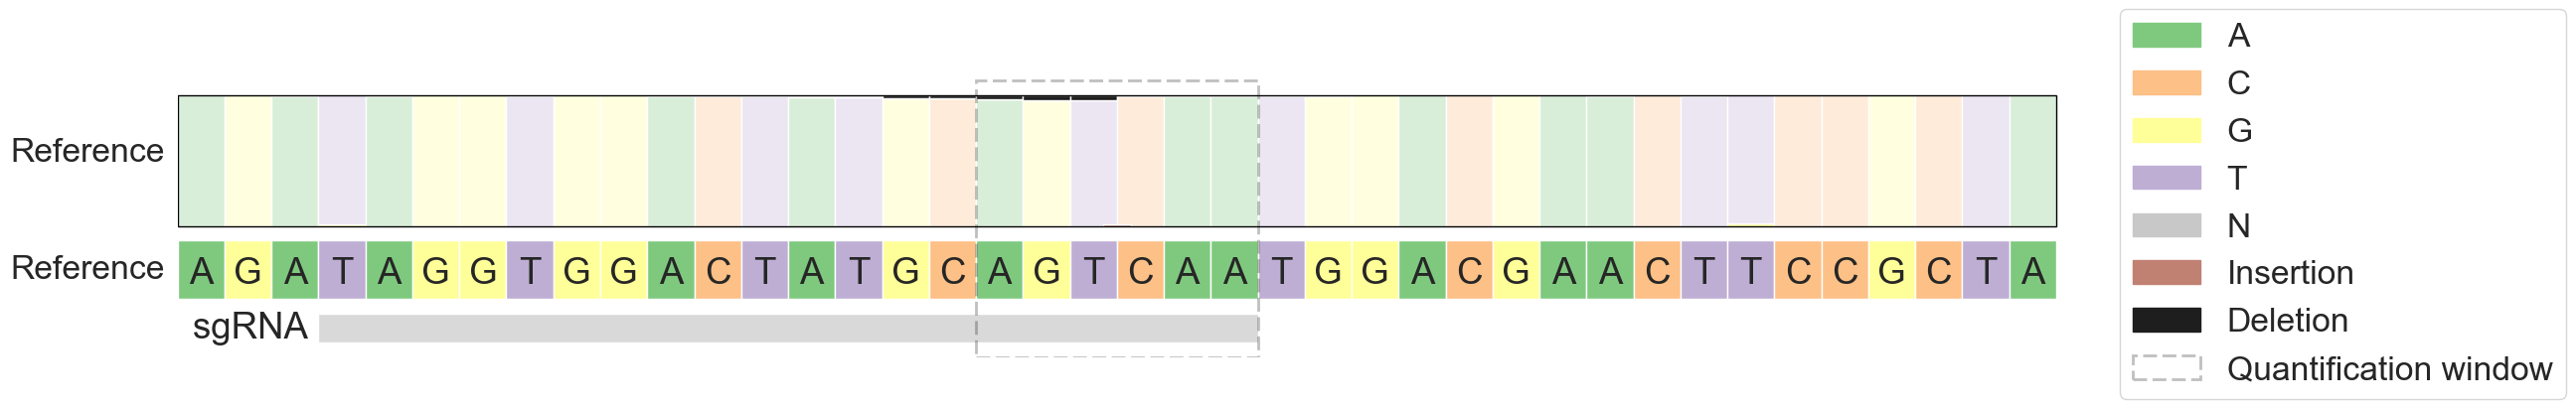 Reference
Reference A G A T A G G T G G A C T A T G C A G T C A A T G G A C G A A C T T C C G C T A
sgRNA
A
C
G
T
N
Insertion
Deletion
Quantification window